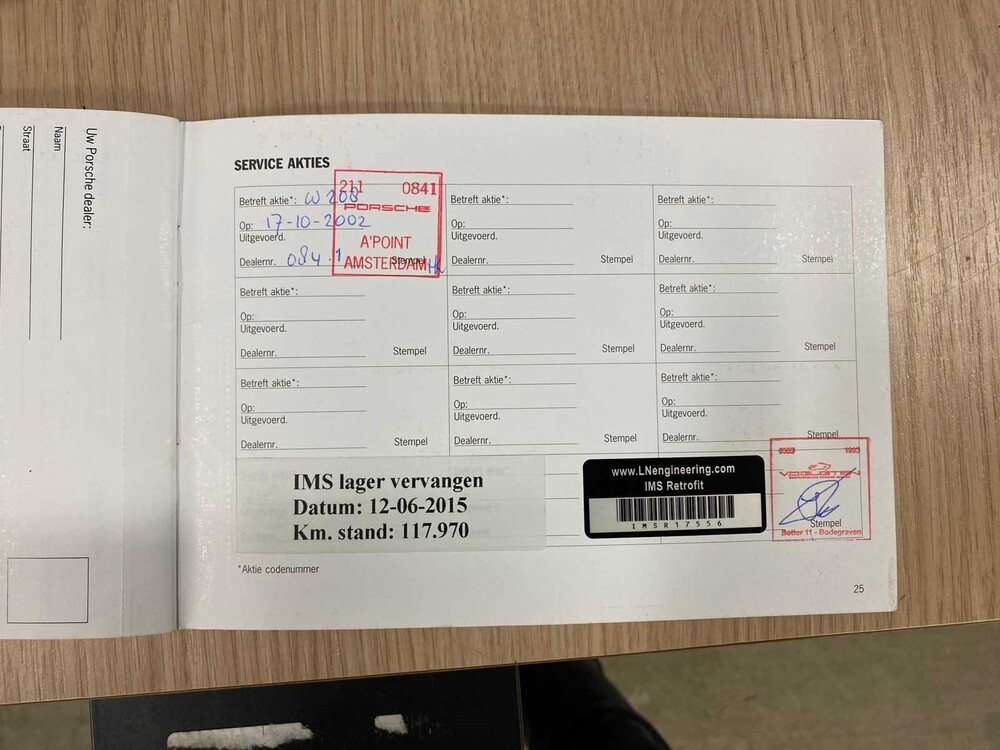 Uw Porsche dealer:
Naam
Straat
SERVICE AKTIES
Betreft aktie*: W 208
Op: 17-10-2002
Uitgevoerd.
Dealernr. 084 1
Stempel
211 0841
PORSCHE
A'POINT
AMSTERDAM
Betreft aktie*:
Op:
Uitgevoerd.
Dealernr. Stempel
Betreft aktie*:
Op:
Uitgevoerd.
Dealernr. Stempel
Betreft aktie*:
Op:
Uitgevoerd.
Dealernr. Stempel
Betreft aktie*:
Op:
Uitgevoerd.
Dealernr. Stempel
Betreft aktie*:
Op:
Uitgevoerd.
Dealernr. Stempel
Betreft aktie*:
Op:
Uitgevoerd.
Dealernr. Stempel
Betreft aktie*:
Op:
Uitgevoerd.
Dealernr. Stempel
Betreft aktie*:
Op:
Uitgevoerd.
Dealernr. Stempel
IMS lager vervangen
Datum: 12-06-2015
Km. stand: 117.970
www.LNengineering.com
IMS Retrofit
IMSR17556
1993
Stempel
Botter 11 - Bodegraven
*Aktie codenummer
25